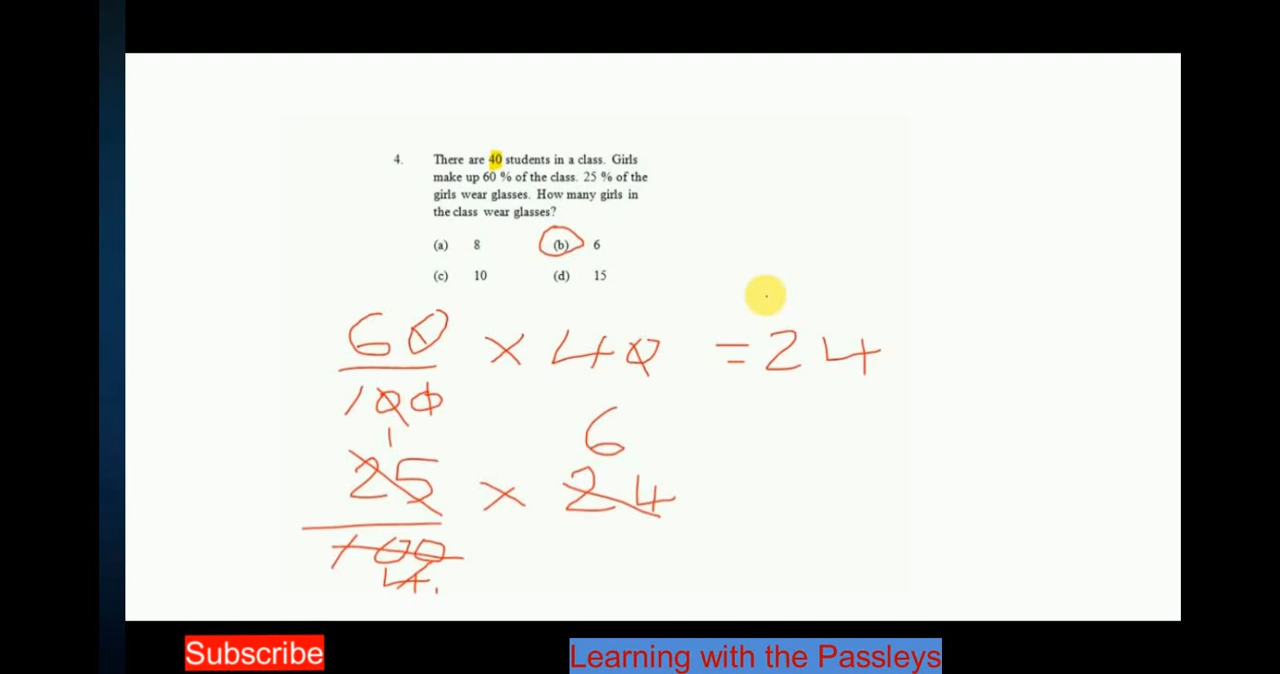 4. There are 40 students in a class. Girls
make up 60 % of the class. 25 % of the
girls wear glasses. How many girls in
the class wear glasses?
(a) 8 (b) 6
(c) 10 (d) 15
60 × 40 = 24
100
1 6
25 × 24
100
4.
Subscribe
Learning with the Passleys